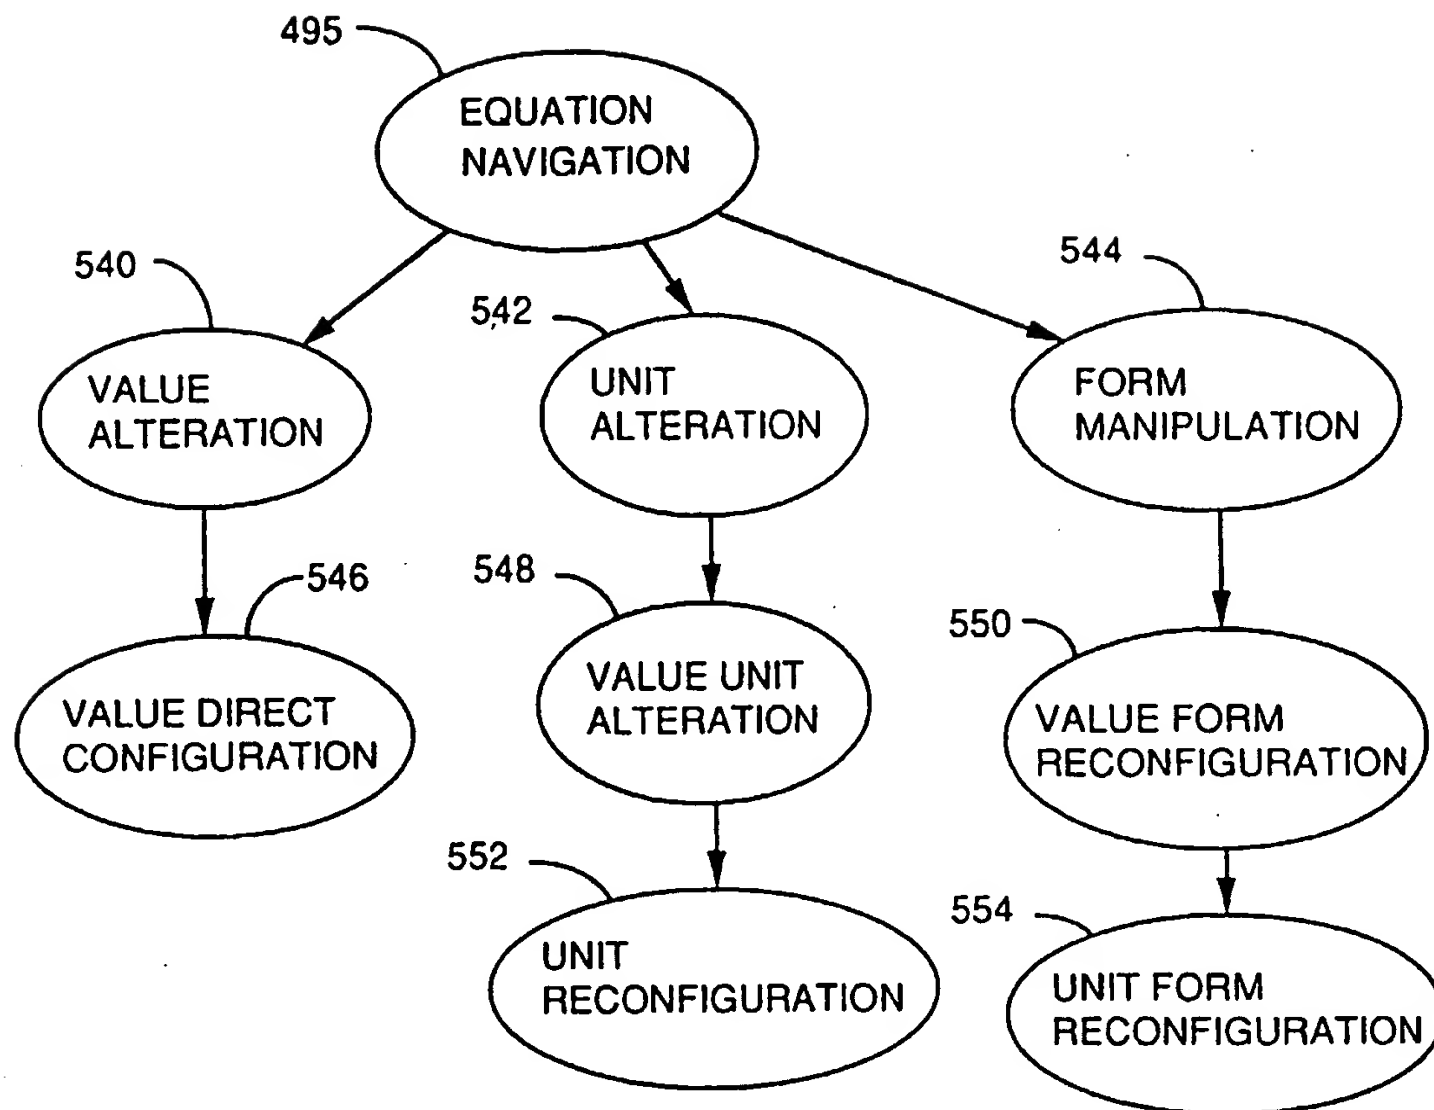 495
EQUATION
NAVIGATION
540
542
544
VALUE
ALTERATION
UNIT
ALTERATION
FORM
MANIPULATION
546
548
550
VALUE DIRECT
CONFIGURATION
VALUE UNIT
ALTERATION
VALUE FORM
RECONFIGURATION
552
554
UNIT
RECONFIGURATION
UNIT FORM
RECONFIGURATION